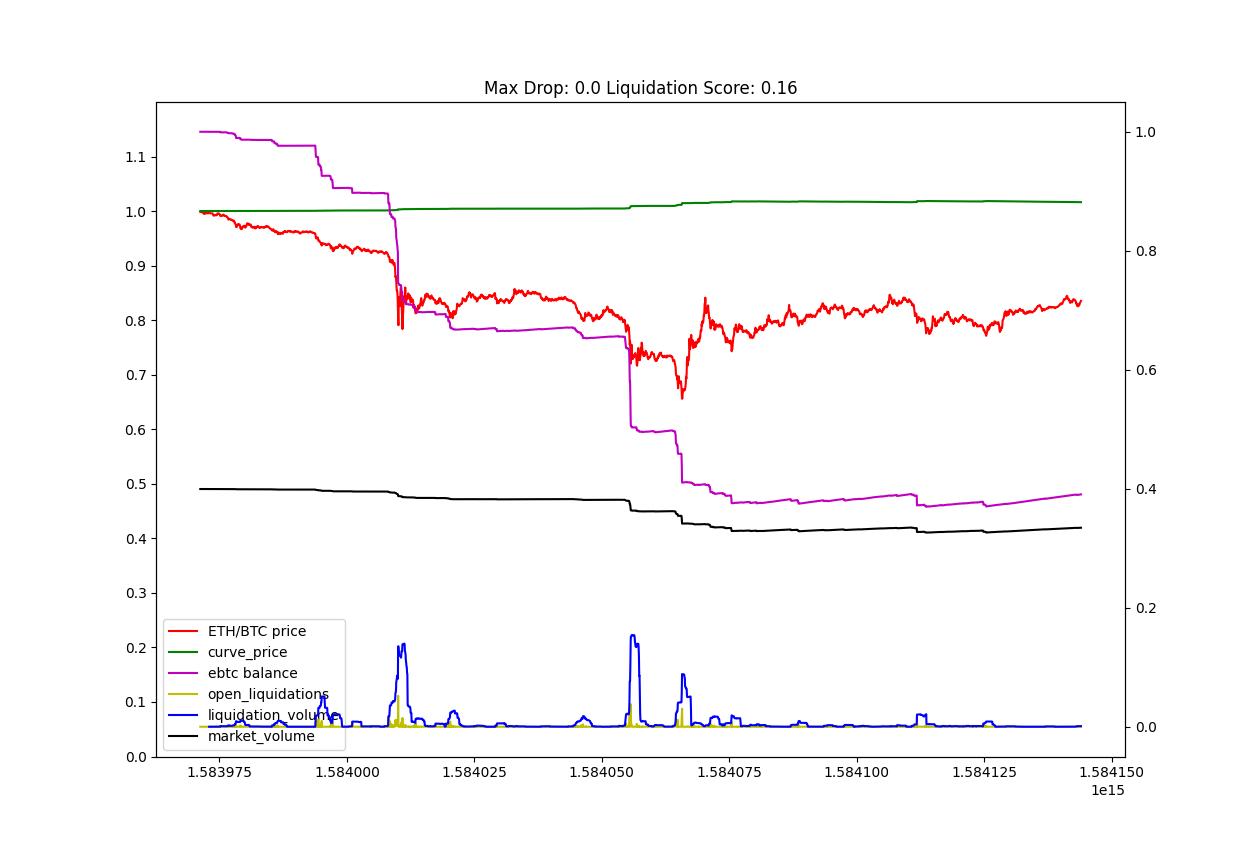 Max Drop: 0.0 Liquidation Score: 0.16
1.1
1.0
0.9
0.8
0.7
0.6
0.5
0.4
0.3
0.2
0.1
0.0
1.0
0.8
0.6
0.4
0.2
0.0
ETH/BTC price
curve_price
ebtc balance
open_liquidations
liquidation_volume
market_volume
1.583975 1.584000 1.584025 1.584050 1.584075 1.584100 1.584125 1.584150
1e15